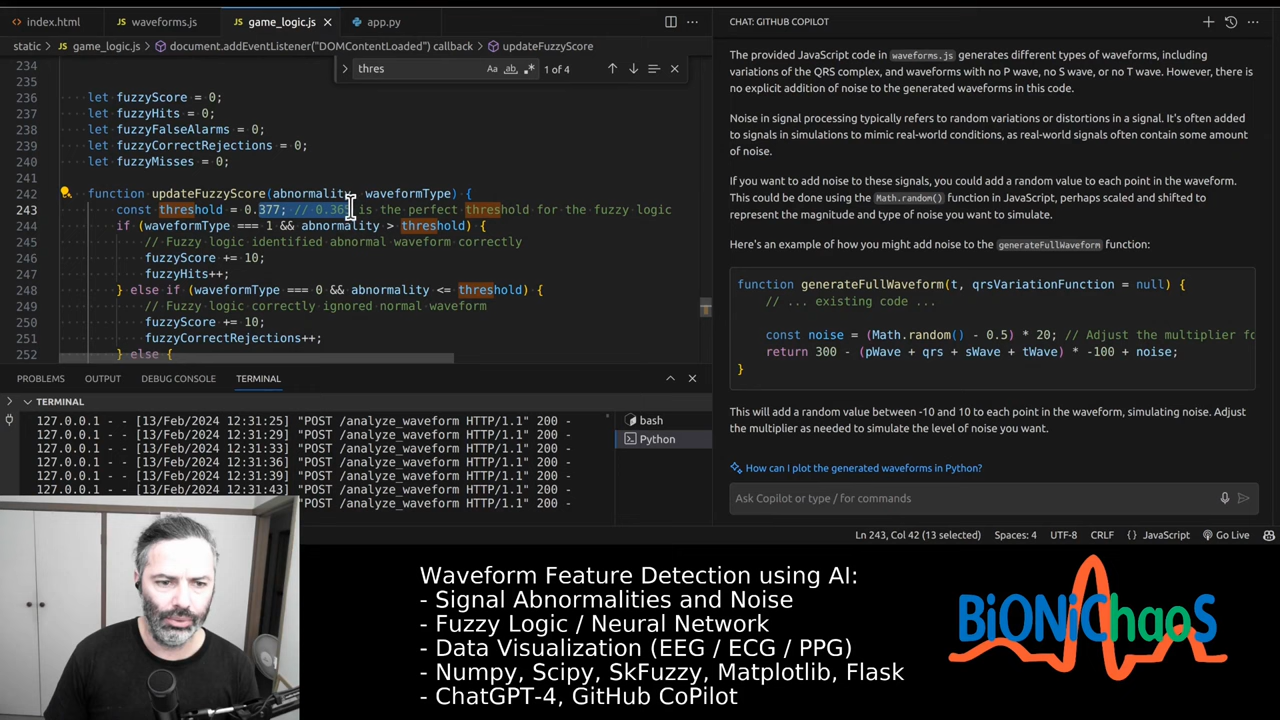 index.html
waveforms.js
game_logic.js
app.py
static > game_logic.js > document.addEventListener("DOMContentLoaded") callback > updateFuzzyScore
thres
Aa
ab
1 of 4
234
235
236 let fuzzyScore = 0;
237 let fuzzyHits = 0;
238 let fuzzyFalseAlarms = 0;
239 let fuzzyCorrectRejections = 0;
240 let fuzzyMisses = 0;
241
242 function updateFuzzyScore(abnormality, waveformType) {
243 const threshold = 0.377; // 0.365 is the perfect threshold for the fuzzy logic
244 if (waveformType === 1 && abnormality > threshold) {
245 // Fuzzy logic identified abnormal waveform correctly
246 fuzzyScore += 10;
247 fuzzyHits++;
248 } else if (waveformType === 0 && abnormality <= threshold) {
249 // Fuzzy logic correctly ignored normal waveform
250 fuzzyScore += 10;
251 fuzzyCorrectRejections++;
252 } else {
PROBLEMS OUTPUT DEBUG CONSOLE TERMINAL
TERMINAL
127.0.0.1 - - [13/Feb/2024 12:31:25] "POST /analyze_waveform HTTP/1.1" 200 -
127.0.0.1 - - [13/Feb/2024 12:31:29] "POST /analyze_waveform HTTP/1.1" 200 -
127.0.0.1 - - [13/Feb/2024 12:31:33] "POST /analyze_waveform HTTP/1.1" 200 -
127.0.0.1 - - [13/Feb/2024 12:31:36] "POST /analyze_waveform HTTP/1.1" 200 -
127.0.0.1 - - [13/Feb/2024 12:31:39] "POST /analyze_waveform HTTP/1.1" 200 -
127.0.0.1 - - [13/Feb/2024 12:31:43] "POST /analyze_waveform HTTP/1.1" 200 -
"POST /analyze_waveform HTTP/1.1" 200 -
bash
Python
CHAT: GITHUB COPILOT
The provided JavaScript code in waveforms.js generates different types of waveforms, including
variations of the QRS complex, and waveforms with no P wave, no S wave, or no T wave. However, there is
no explicit addition of noise to the generated waveforms in this code.
Noise in signal processing typically refers to random variations or distortions in a signal. It's often added
to signals in simulations to mimic real-world conditions, as real-world signals often contain some amount
of noise.
If you want to add noise to these signals, you could add a random value to each point in the waveform.
This could be done using the Math.random() function in JavaScript, perhaps scaled and shifted to
represent the magnitude and type of noise you want to simulate.
Here's an example of how you might add noise to the generateFullWaveform function:
function generateFullWaveform(t, qrsVariationFunction = null) {
// ... existing code ...
const noise = (Math.random() - 0.5) * 20; // Adjust the multiplier fo
return 300 - (pWave + qrs + sWave + tWave) * -100 + noise;
}
This will add a random value between -10 and 10 to each point in the waveform, simulating noise. Adjust
the multiplier as needed to simulate the level of noise you want.
How can I plot the generated waveforms in Python?
Ask Copilot or type / for commands
Ln 243, Col 42 (13 selected) Spaces: 4 UTF-8 CRLF {} JavaScript Go Live
Waveform Feature Detection using AI:
- Signal Abnormalities and Noise
- Fuzzy Logic / Neural Network
- Data Visualization (EEG / ECG / PPG)
- Numpy, Scipy, SkFuzzy, Matplotlib, Flask
- ChatGPT-4, GitHub CoPilot
BiONiChaoS